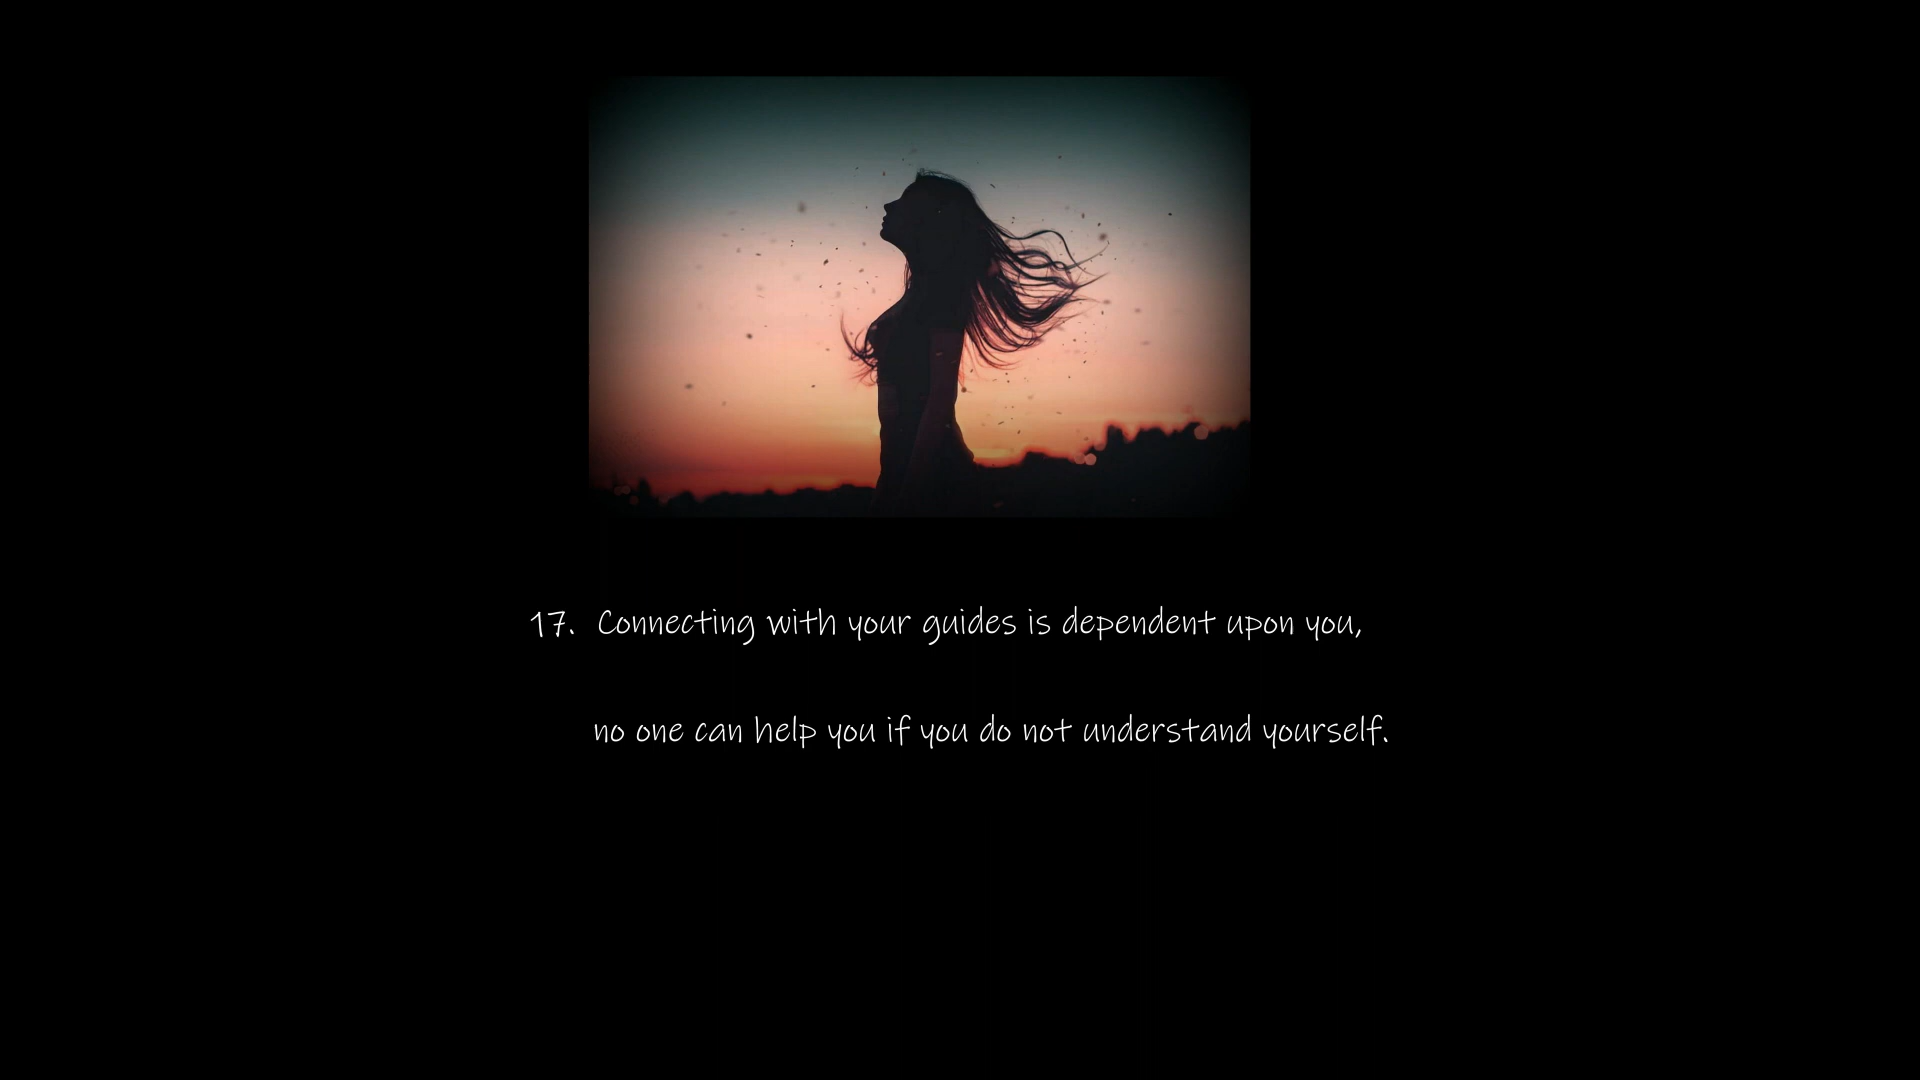 17. Connecting with your guides is dependent upon you,
no one can help you if you do not understand yourself.